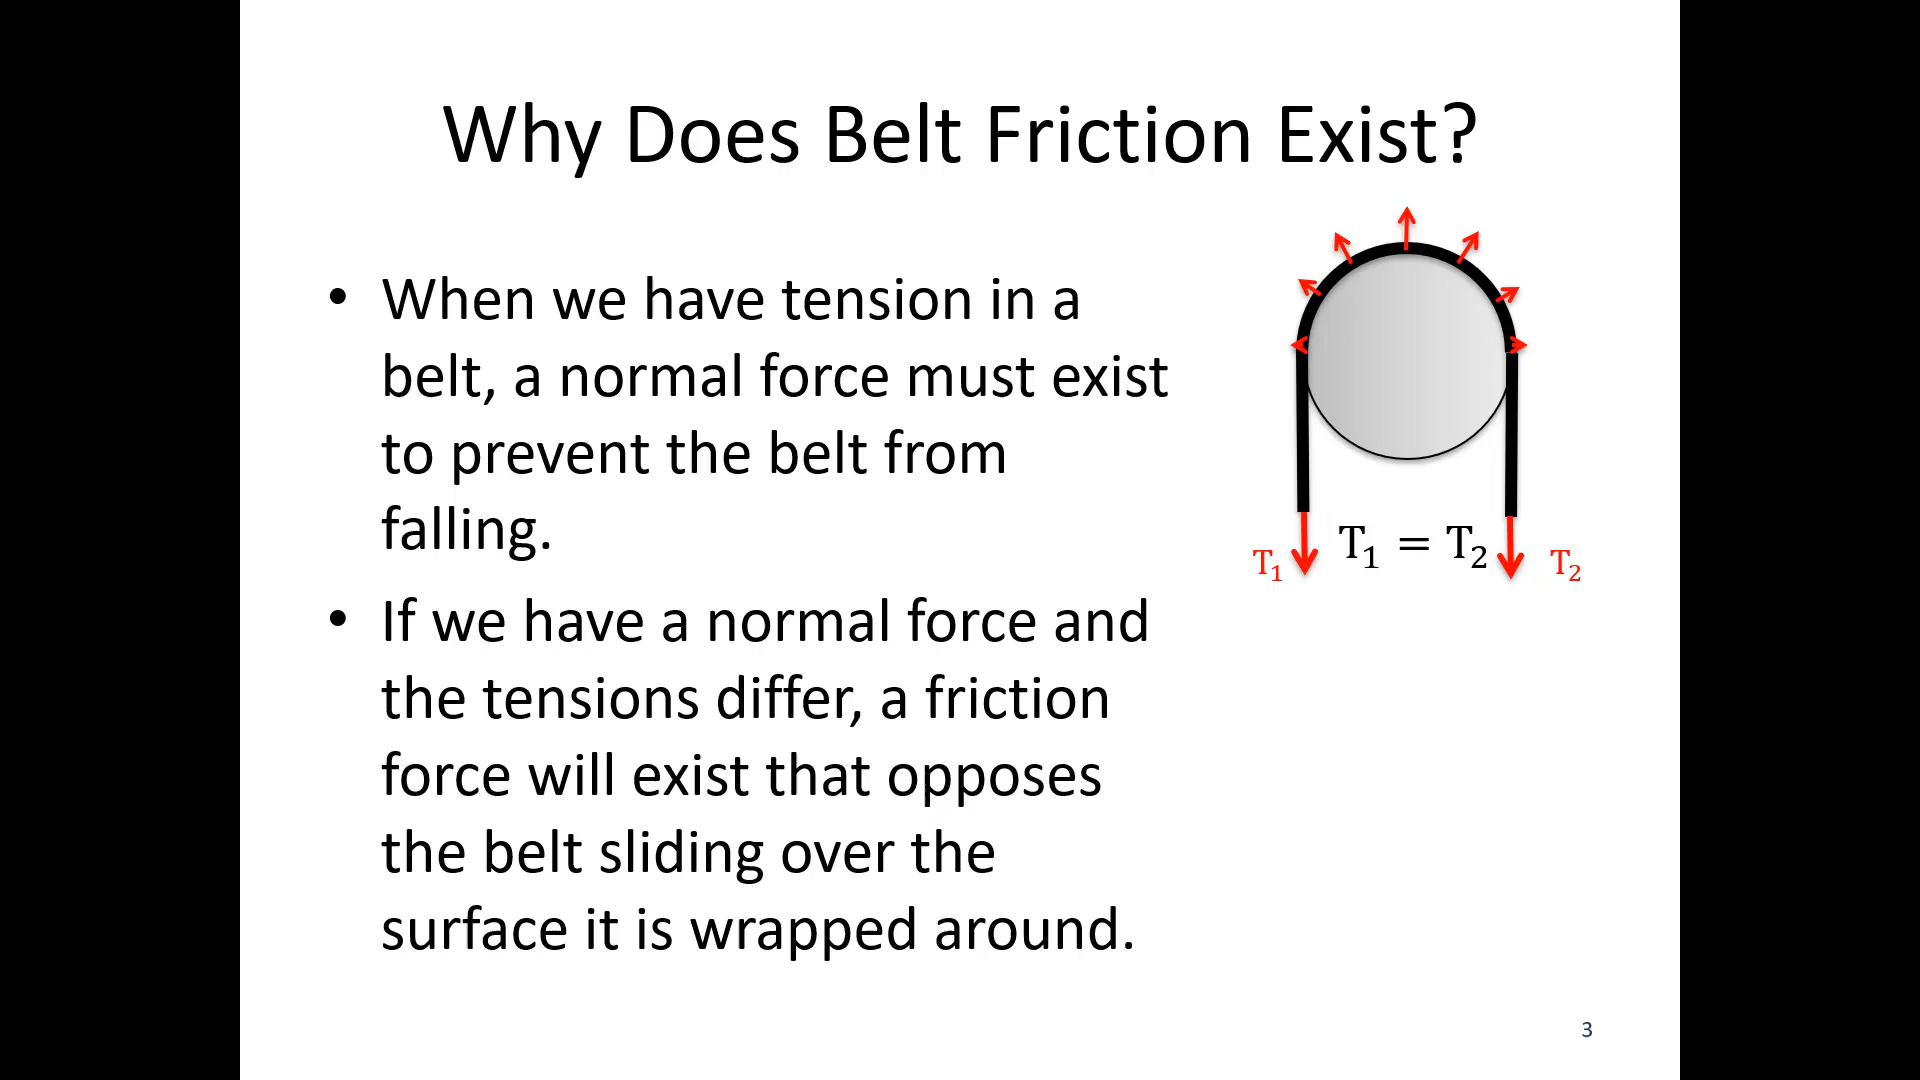 Why Does Belt Friction Exist?
• When we have tension in a
belt, a normal force must exist
to prevent the belt from
falling.
• If we have a normal force and
the tensions differ, a friction
force will exist that opposes
the belt sliding over the
surface it is wrapped around.
T₁ = T₂
T₁
T₂
3